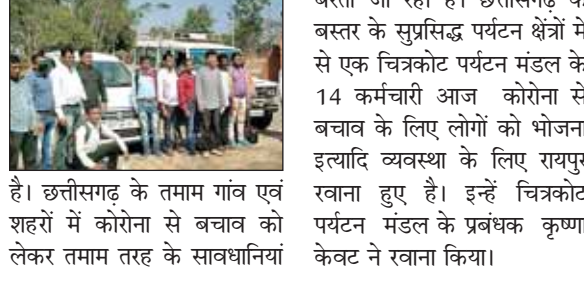 है। छत्तीसगढ़ के तमाम गांव एवं
शहरों में कोरोना से बचाव को
लेकर तमाम तरह के सावधानियां
बस्तर के सुप्रसिद्ध पर्यटन क्षेत्रों में
से एक चित्रकोट पर्यटन मंडल के
14 कर्मचारी आज कोरोना से
बचाव के लिए लोगों को भोजना
इत्यादि व्यवस्था के लिए रायपुर
रवाना हुए है। इन्हें चित्रकोट
पर्यटन मंडल के प्रबंधक कृष्णा
केवट ने रवाना किया।